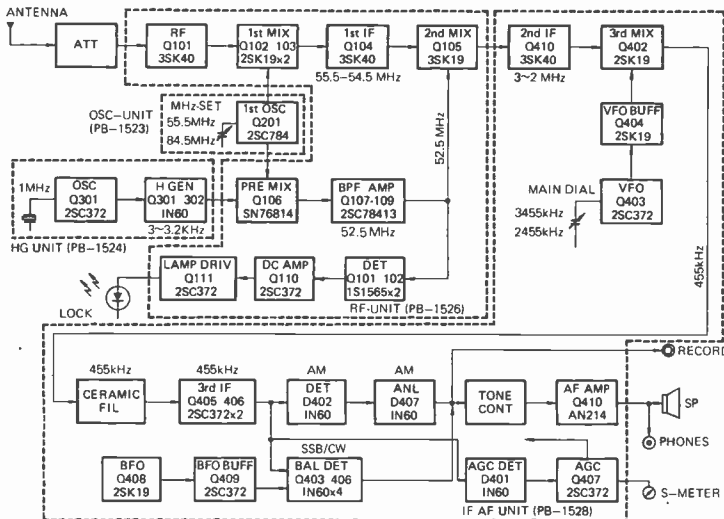 ANTENNA
ATT
RF
Q101
3SK40
1st MIX
Q102 103
2SK19x2
1st IF
Q104
3SK40
2nd MIX
Q105
3SK19
2nd IF
Q410
3SK40
3rd MIX
Q402
2SK19
55.5-54.5 MHz
3~2 MHz
OSC-UNIT
(PB-1523)
MHz-SET
55.5MHz
84.5MHz
1st OSC
Q201
2SC784
52.5 MHz
VFO BUFF
Q404
2SK19
1MHz
OSC
Q301
2SC372
H GEN
Q301 302
IN60
PRE MIX
Q106
SN76814
BPF AMP
Q107-109
2SC78413
MAIN DIAL
3455kHz
2455kHz
VFO
Q403
2SC372
3~3.2KHz
HG UNIT (PB-1524)
52.5 MHz
455kHz
LAMP DRIV
Q111
2SC372
DC AMP
Q110
2SC372
DET
Q101 102
1S1565x2
LOCK
RF-UNIT (PB-1526)
RECORD
455kHz
455kHz
AM
AM
CERAMIC
FIL
3rd IF
Q405 406
2SC372x2
DET
D402
IN60
ANL
D407
IN60
TONE
CONT
AF AMP
Q410
AN214
SP
PHONES
SSB/CW
BFO
Q408
2SK19
BFO BUFF
Q409
2SC372
BAL DET
Q403 406
IN60x4
AGC DET
D401
IN60
AGC
Q407
2SC372
S-METER
IF AF UNIT (PB-1528)